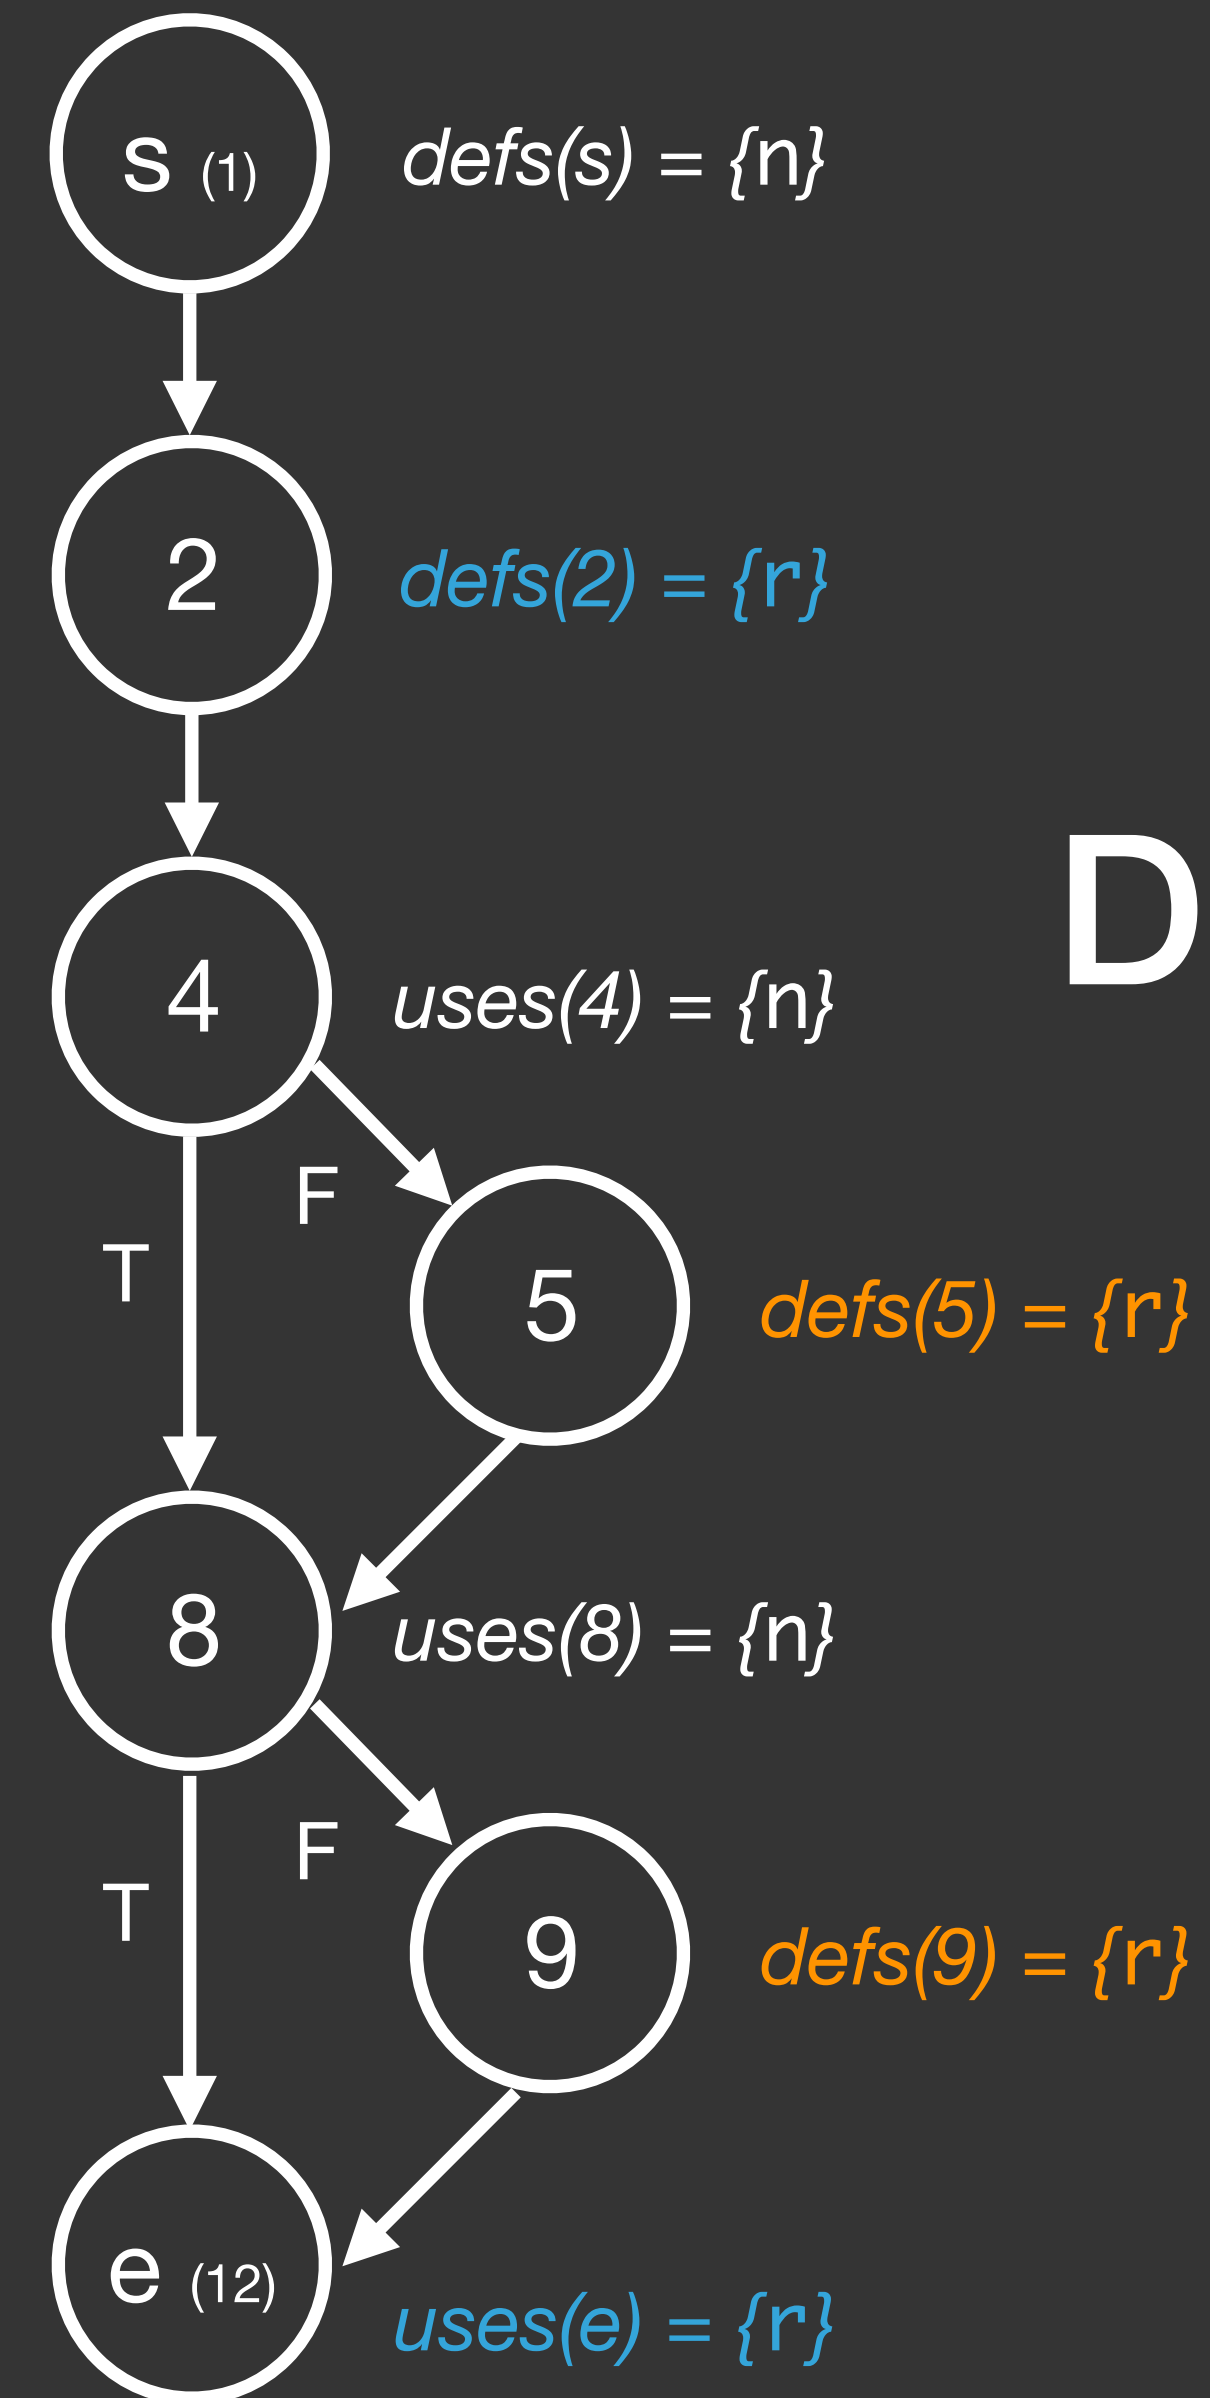 s (1) defs(s) = {n}
2 defs(2) = {r}
D
4 uses(4) = {n}
F
T
5 defs(5) = {r}
8 uses(8) = {n}
F
T
9 defs(9) = {r}
e (12) uses(e) = {r}